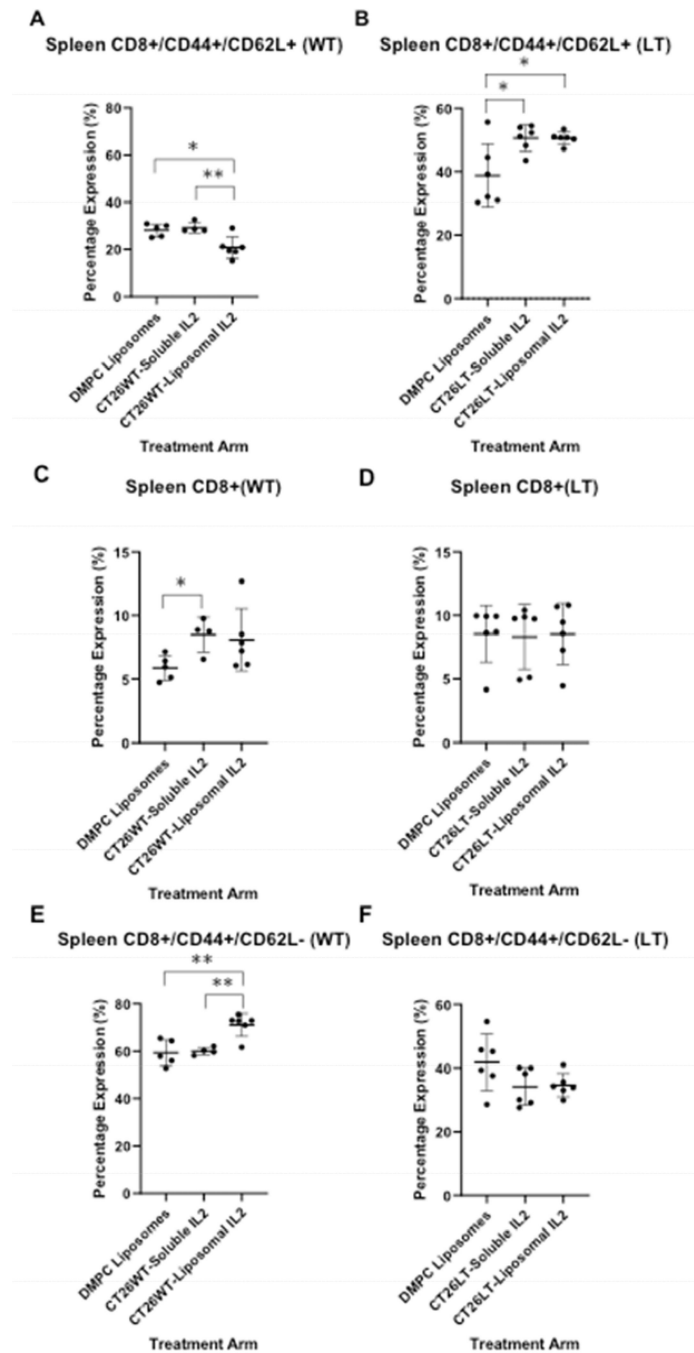 A
Spleen CD8+/CD44+/CD62L+ (WT)
Percentage Expression (%)
80
60
40
20
0
*
**
DMPC Liposomes
CT26WT-Soluble IL2
CT26WT-Liposomal IL2
Treatment Arm
B
Spleen CD8+/CD44+/CD62L+ (LT)
Percentage Expression (%)
60
40
20
0
*
*
DMPC Liposomes
CT26LT-Soluble IL2
CT26LT-Liposomal IL2
Treatment Arm
C
Spleen CD8+(WT)
Percentage Expression (%)
15
10
5
0
*
DMPC Liposomes
CT26WT-Soluble IL2
CT26WT-Liposomal IL2
Treatment Arm
D
Spleen CD8+(LT)
Percentage Expression (%)
15
10
5
0
DMPC Liposomes
CT26LT-Soluble IL2
CT26LT-Liposomal IL2
Treatment Arm
E
Spleen CD8+/CD44+/CD62L- (WT)
Percentage Expression (%)
80
60
40
20
0
**
**
DMPC Liposomes
CT26WT-Soluble IL2
CT26WT-Liposomal IL2
Treatment Arm
F
Spleen CD8+/CD44+/CD62L- (LT)
Percentage Expression (%)
60
40
20
0
DMPC Liposomes
CT26LT-Soluble IL2
CT26LT-Liposomal IL2
Treatment Arm